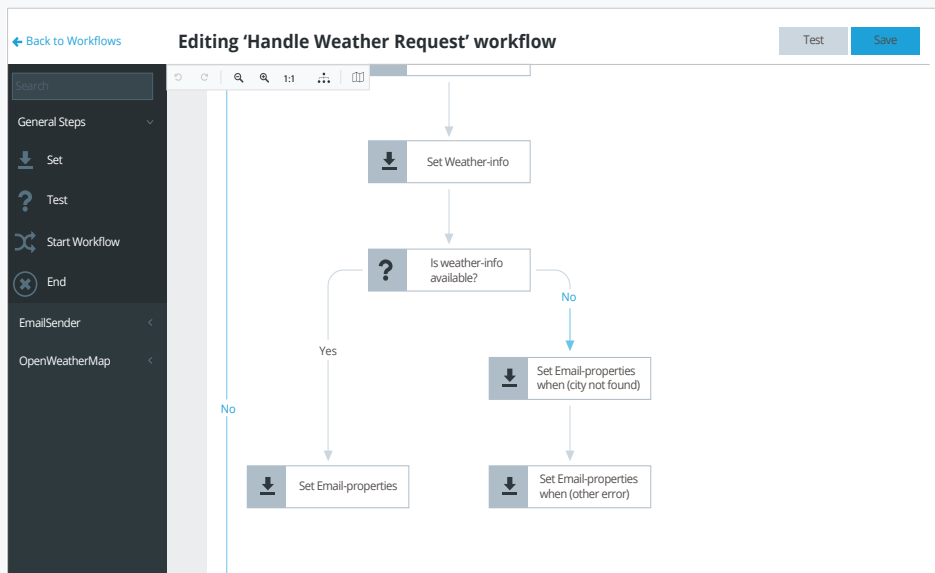 Back to Workflows
Editing ‘Handle Weather Request’ workflow
Test
Save
Search
1:1
General Steps
Set
Test
Start Workflow
End
EmailSender
OpenWeatherMap
Set Weather-info
Is weather-info
available?
No
Yes
Set Email-properties
when (city not found)
No
Set Email-properties
Set Email-properties
when (other error)